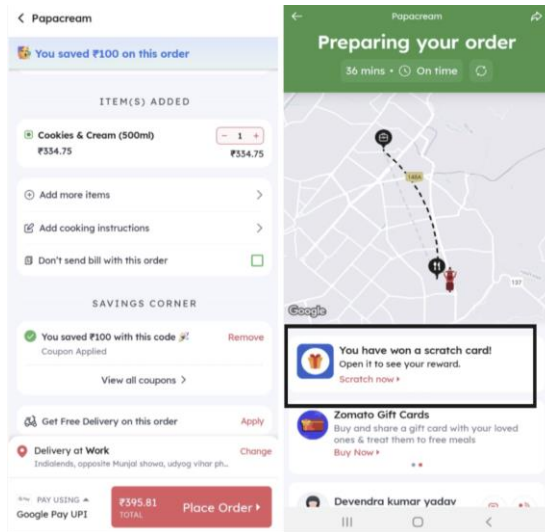 Papacream
You saved ₹100 on this order
ITEM(S) ADDED
Cookies & Cream (500ml)
- 1 +
₹334.75
₹334.75
Add more items
Add cooking instructions
Don't send bill with this order
SAVINGS CORNER
You saved ₹100 with this code
Remove
Coupon Applied
View all coupons
Get Free Delivery on this order
Apply
Delivery at Work
Change
Indialends, opposite Munjal showa, udyog vihar ph...
PAY USING
Google Pay UPI
₹395.81
TOTAL
Place Order
Papacream
Preparing your order
36 mins • On time
148A
137
Google
You have won a scratch card!
Open it to see your reward.
Scratch now
Zomato Gift Cards
Buy and share a gift card with your loved
ones & treat them to free meals
Buy Now
Devendra kumar yadav